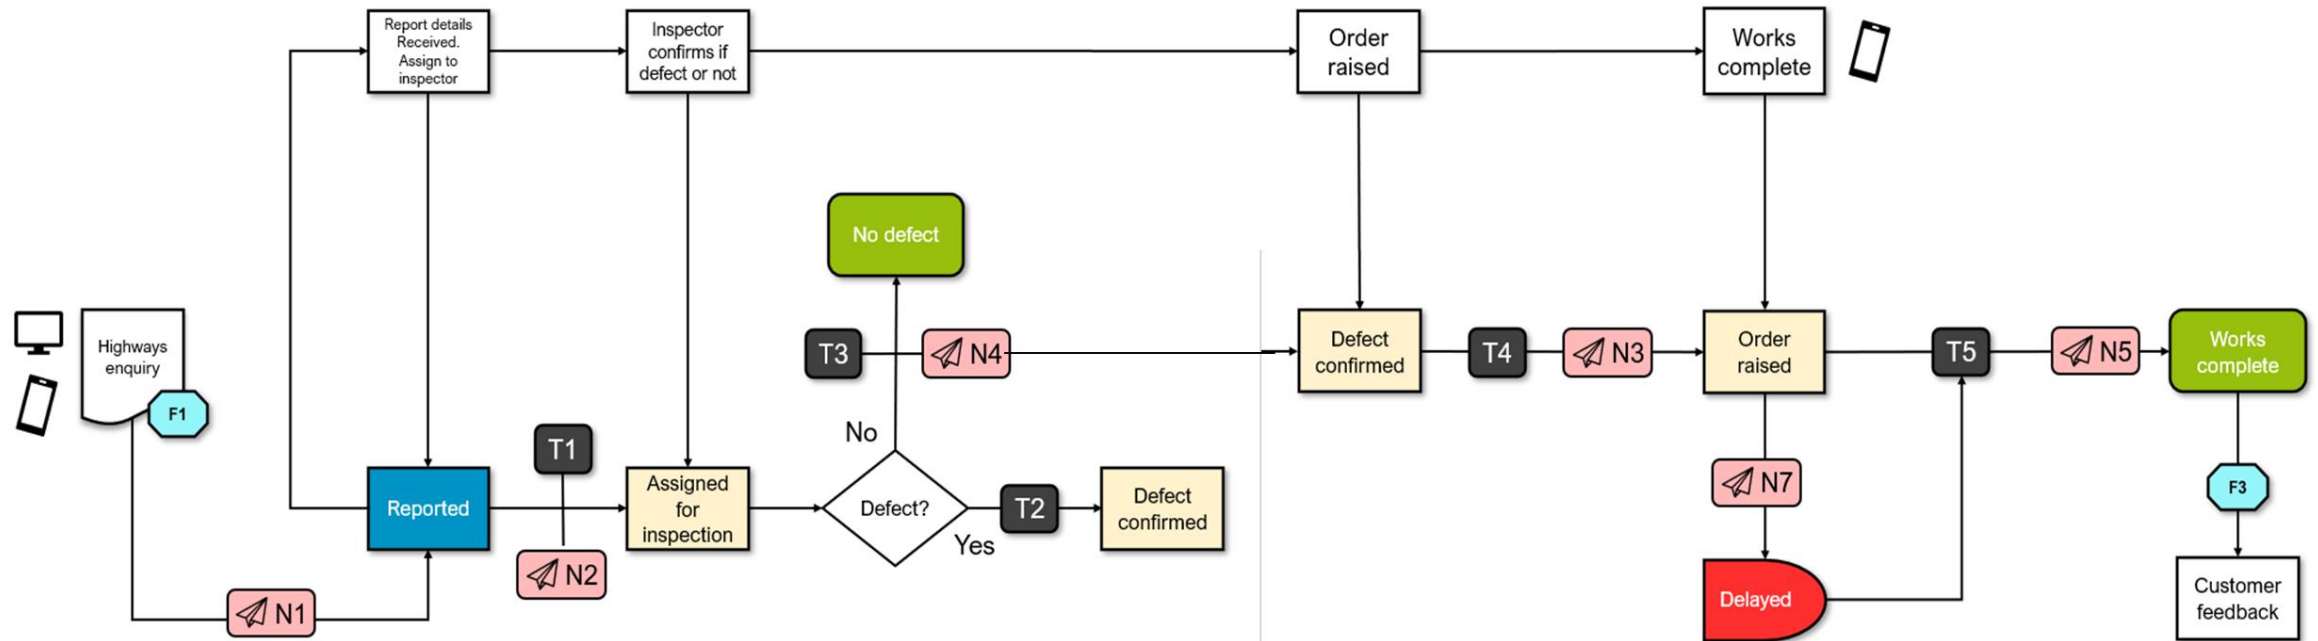 Report details
Received.
Assign to
inspector
Inspector
confirms if
defect or not
Order
raised
Works
complete
No defect
Highways
enquiry
F1
T3
N4
Defect
confirmed
T4
N3
Order
raised
T5
N5
Works
complete
No
T1
Reported
Assigned
for
inspection
Defect?
T2
Defect
confirmed
Yes
N7
F3
N2
N1
Delayed
Customer
feedback